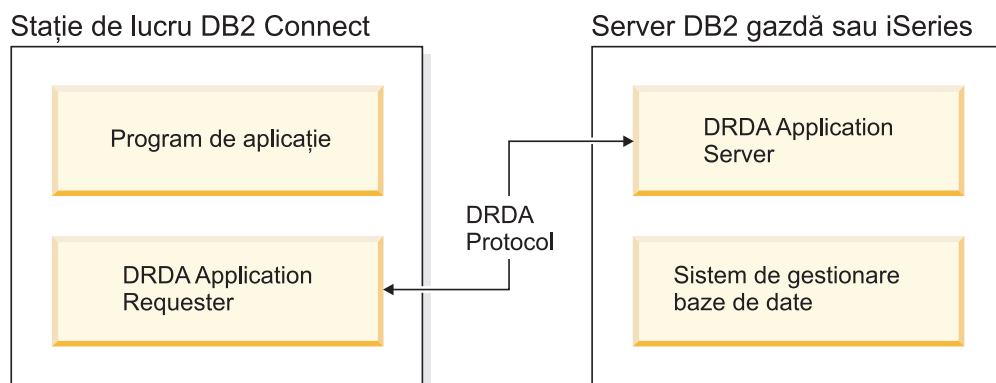 Stație de lucru DB2 Connect
Program de aplicație
DRDA Application
Requester
DRDA
Protocol
Server DB2 gazdă sau iSeries
DRDA Application
Server
Sistem de gestionare
baze de date